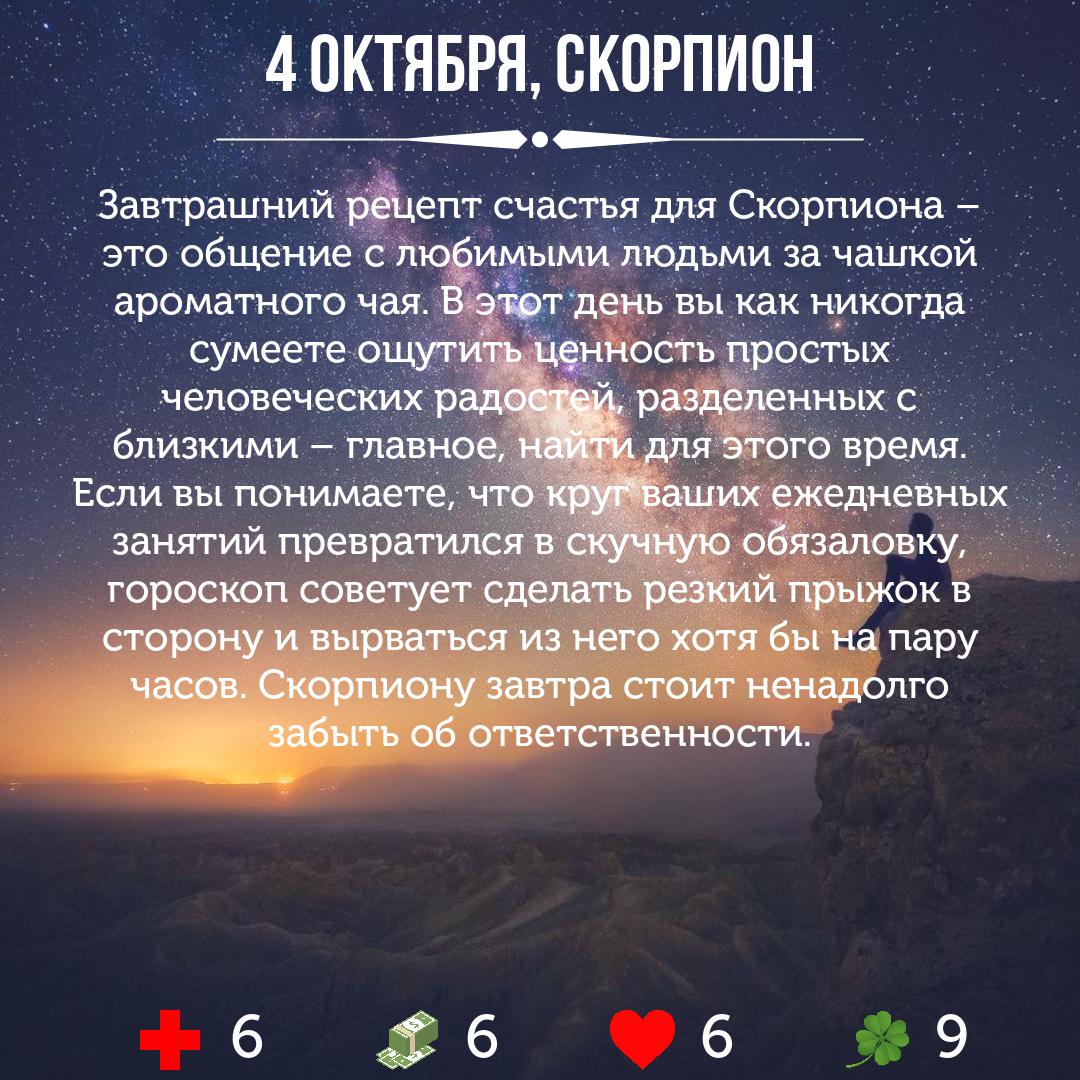 4 ОКТЯБРЯ, СКОРПИОН
Завтрашний рецепт счастья для Скорпиона –
это общение с любимыми людьми за чашкой
ароматного чая. В этот день вы как никогда
сумеете ощутить ценность простых
человеческих радостей, разделенных с
близкими – главное, найти для этого время.
Если вы понимаете, что круг ваших ежедневных
занятий превратился в скучную обязаловку,
гороскоп советует сделать резкий прыжок в
сторону и вырваться из него хотя бы на пару
часов. Скорпиону завтра стоит ненадолго
забыть об ответственности.
6 6 6 9